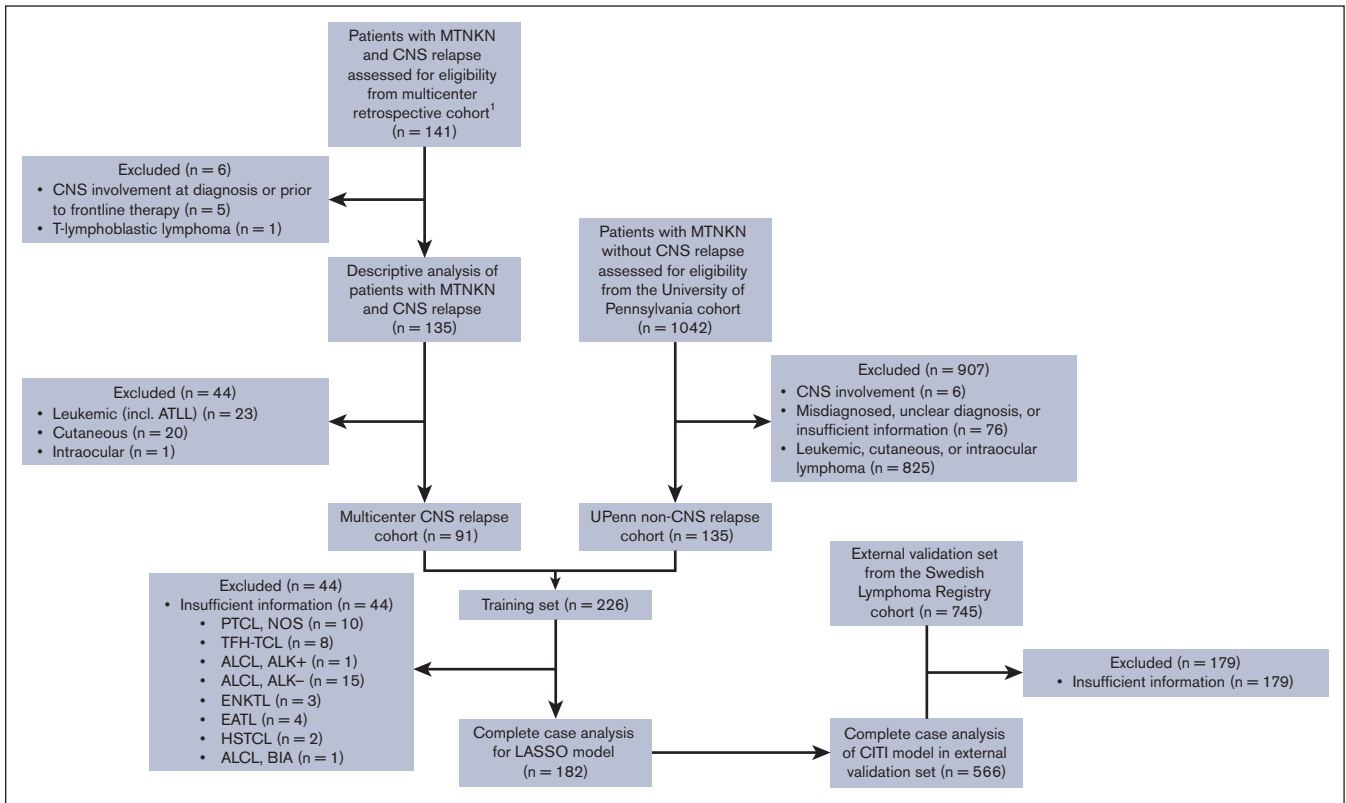 Patients with MTNKN
and CNS relapse
assessed for eligibility
from multicenter
retrospective cohort1
(n = 141)
Excluded (n = 6)
• CNS involvement at diagnosis or prior
to frontline therapy (n = 5)
• T-lymphoblastic lymphoma (n = 1)
Descriptive analysis of
patients with MTNKN
and CNS relapse
(n = 135)
Patients with MTNKN
without CNS relapse
assessed for eligibility
from the University of
Pennsylvania cohort
(n = 1042)
Excluded (n = 44)
• Leukemic (incl. ATLL) (n = 23)
• Cutaneous (n = 20)
• Intraocular (n = 1)
Excluded (n = 907)
• CNS involvement (n = 6)
• Misdiagnosed, unclear diagnosis, or
insufficient information (n = 76)
• Leukemic, cutaneous, or intraocular
lymphoma (n = 825)
Multicenter CNS relapse
cohort (n = 91)
UPenn non-CNS relapse
cohort (n = 135)
Training set (n = 226)
Excluded (n = 44)
• Insufficient information (n = 44)
• PTCL, NOS (n = 10)
• TFH-TCL (n = 8)
• ALCL, ALK+ (n = 1)
• ALCL, ALK– (n = 15)
• ENKTL (n = 3)
• EATL (n = 4)
• HSTCL (n = 2)
• ALCL, BIA (n = 1)
Complete case analysis
for LASSO model
(n = 182)
External validation set
from the Swedish
Lymphoma Registry
cohort (n = 745)
Excluded (n = 179)
• Insufficient information (n = 179)
Complete case analysis
of CITI model in external
validation set (n = 566)